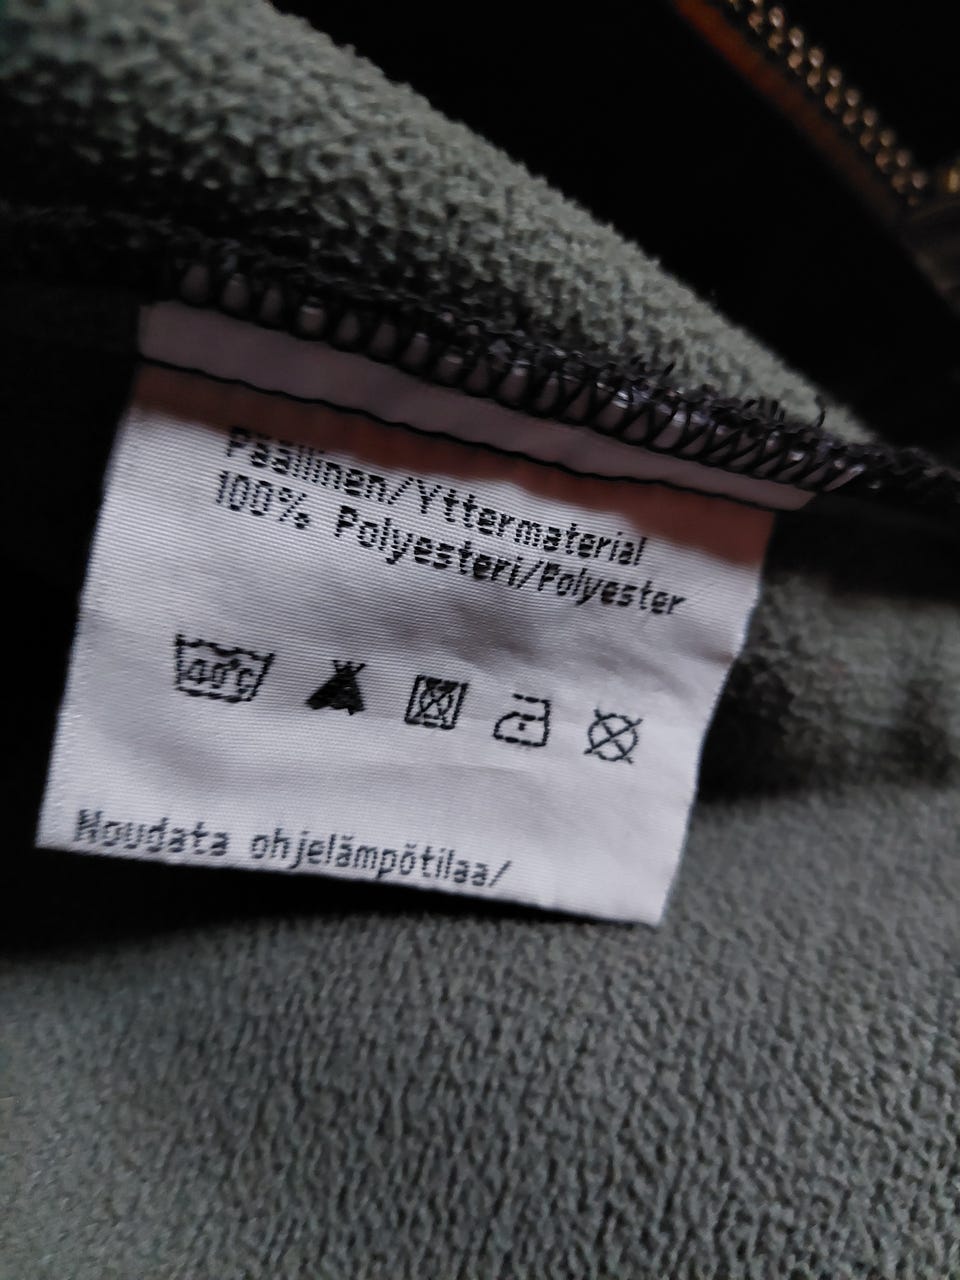 Päällinen/Yttermaterial
100% Polyesteri/Polyester
40°C
Noudata ohjelämpötilaa/